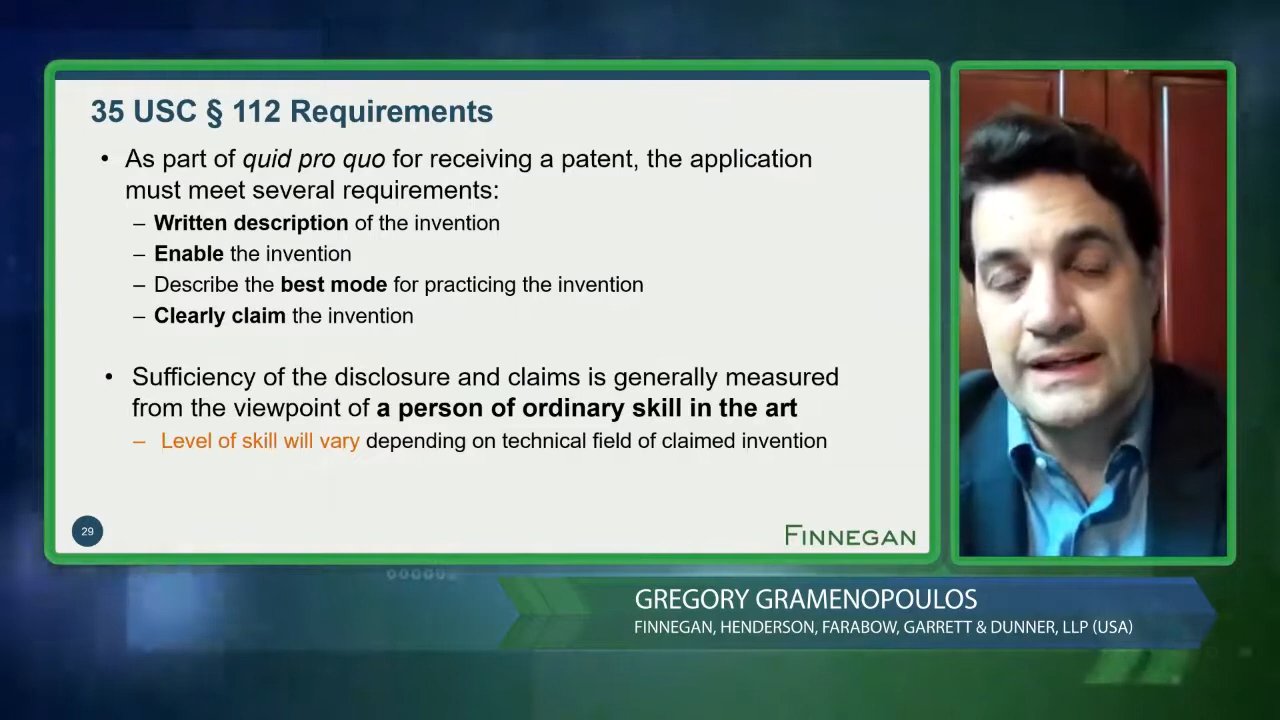 35 USC § 112 Requirements
• As part of quid pro quo for receiving a patent, the application
must meet several requirements:
– Written description of the invention
– Enable the invention
– Describe the best mode for practicing the invention
– Clearly claim the invention
• Sufficiency of the disclosure and claims is generally measured
from the viewpoint of a person of ordinary skill in the art
– Level of skill will vary depending on technical field of claimed invention
29
FINNEGAN
GREGORY GRAMENOPOULOS
FINNEGAN, HENDERSON, FARABOW, GARRETT & DUNNER, LLP (USA)